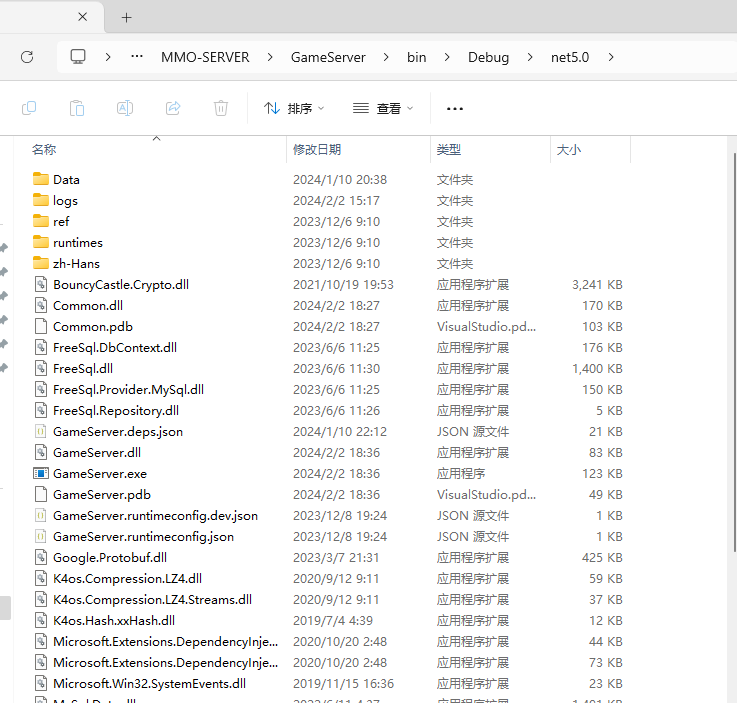 MMO-SERVER > GameServer > bin > Debug > net5.0 >
排序 查看
名称 修改日期 类型 大小
Data 2024/1/10 20:38 文件夹
logs 2024/2/2 15:17 文件夹
ref 2023/12/6 9:10 文件夹
runtimes 2023/12/6 9:10 文件夹
zh-Hans 2023/12/6 9:10 文件夹
BouncyCastle.Crypto.dll 2021/10/19 19:53 应用程序扩展 3,241 KB
Common.dll 2024/2/2 18:27 应用程序扩展 170 KB
Common.pdb 2024/2/2 18:27 VisualStudio.pd... 103 KB
FreeSql.DbContext.dll 2023/6/6 11:25 应用程序扩展 176 KB
FreeSql.dll 2023/6/6 11:30 应用程序扩展 1,400 KB
FreeSql.Provider.MySql.dll 2023/6/6 11:25 应用程序扩展 150 KB
FreeSql.Repository.dll 2023/6/6 11:26 应用程序扩展 5 KB
GameServer.deps.json 2024/1/10 22:12 JSON 源文件 21 KB
GameServer.dll 2024/2/2 18:36 应用程序扩展 83 KB
GameServer.exe 2024/2/2 18:36 应用程序 123 KB
GameServer.pdb 2024/2/2 18:36 VisualStudio.pd... 49 KB
GameServer.runtimeconfig.dev.json 2023/12/8 19:24 JSON 源文件 1 KB
GameServer.runtimeconfig.json 2023/12/8 19:24 JSON 源文件 1 KB
Google.Protobuf.dll 2023/3/7 21:31 应用程序扩展 425 KB
K4os.Compression.LZ4.dll 2020/9/12 9:11 应用程序扩展 59 KB
K4os.Compression.LZ4.Streams.dll 2020/9/12 9:11 应用程序扩展 37 KB
K4os.Hash.xxHash.dll 2019/7/4 4:39 应用程序扩展 12 KB
Microsoft.Extensions.DependencyInje... 2020/10/20 2:48 应用程序扩展 44 KB
Microsoft.Extensions.DependencyInje... 2020/10/20 2:48 应用程序扩展 73 KB
Microsoft.Win32.SystemEvents.dll 2019/11/15 16:36 应用程序扩展 23 KB